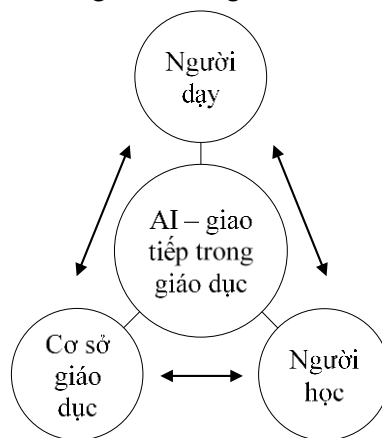 Người
dạy
AI – giao
tiếp trong
giáo dục
Cơ sở
giáo
dục
Người
học